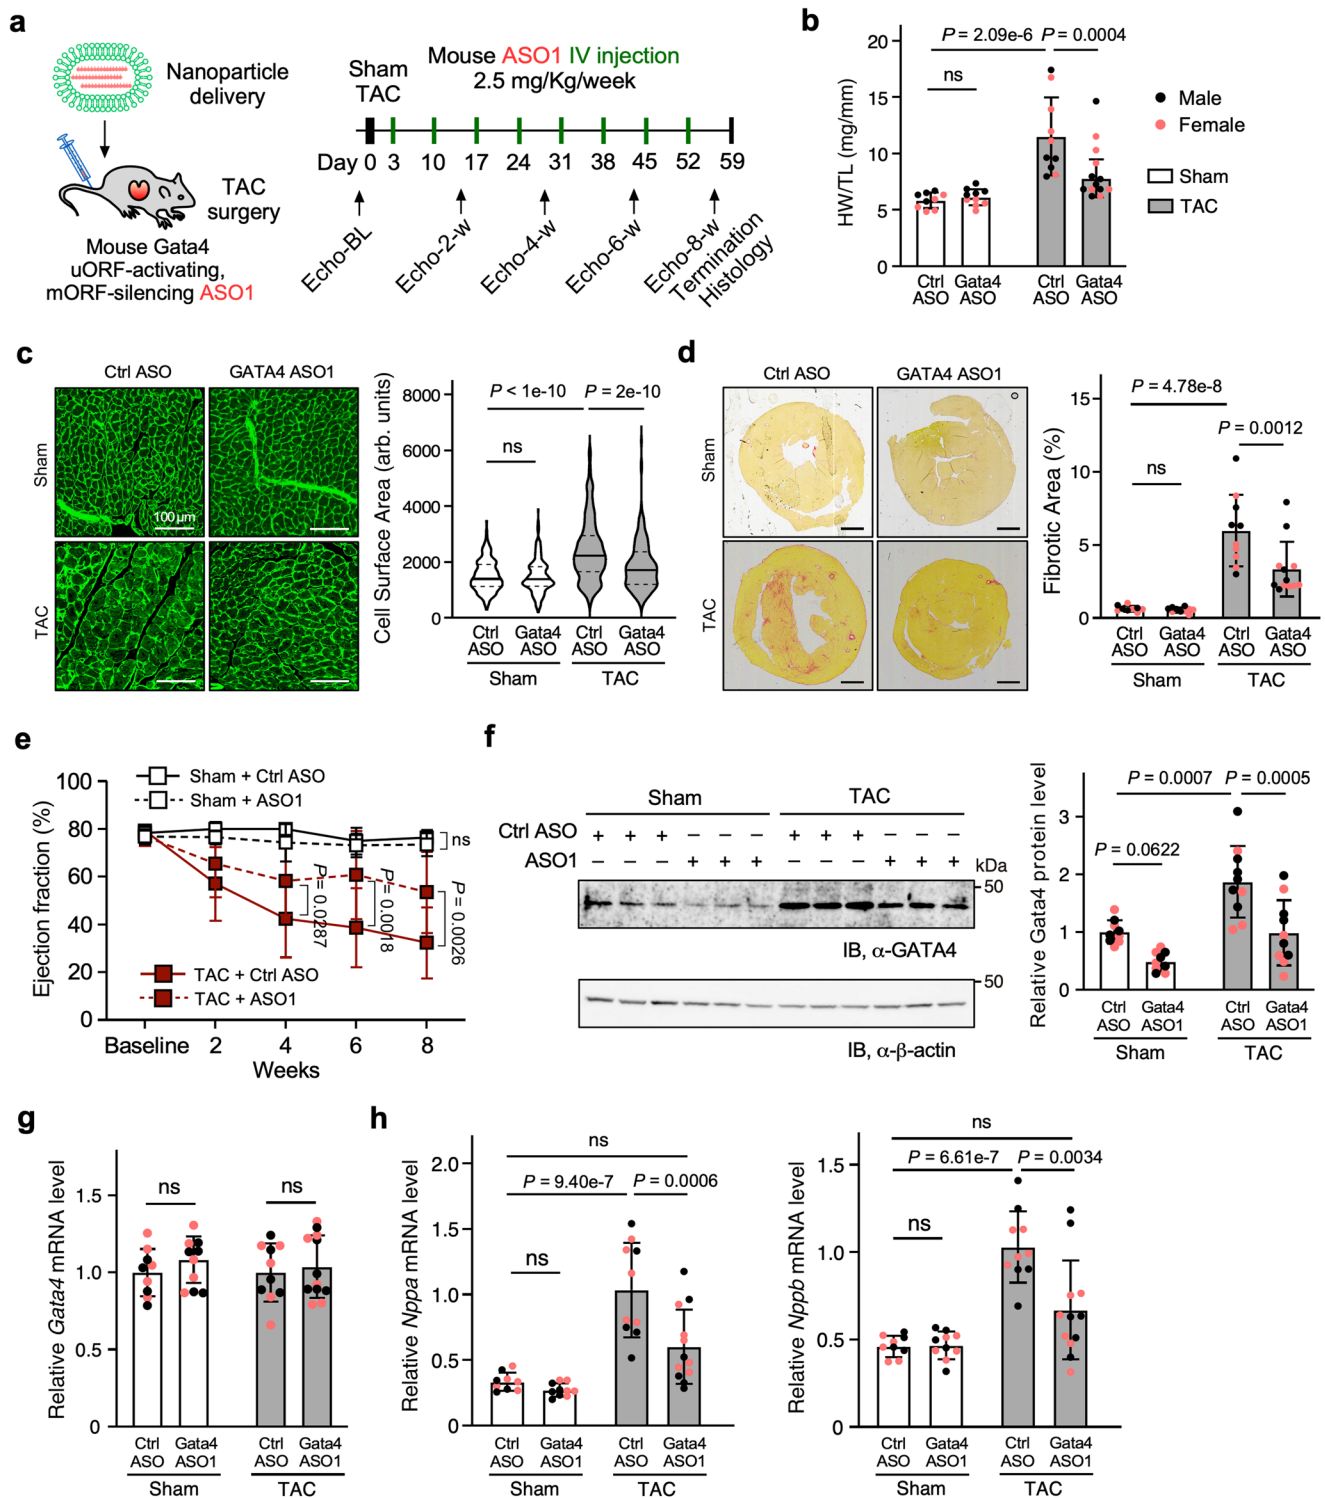 a
Nanoparticle
delivery
TAC
surgery
Mouse Gata4
uORF-activating,
mORF-silencing ASO1
Mouse ASO1 IV injection
2.5 mg/Kg/week
Sham
TAC
Day 0 3 10 17 24 31 38 45 52 59
Echo-BL
Echo-2-w
Echo-4-w
Echo-6-w
Echo-8-w
Termination
Histology
b
HW/TL (mg/mm)
20
15
10
5
0
P = 2.09e-6
P = 0.0004
ns
Ctrl ASO
Gata4 ASO
Ctrl ASO
Gata4 ASO
Male
Female
Sham
TAC
c
Ctrl ASO
GATA4 ASO1
Sham
TAC
100 µm
Cell Surface Area (arb. units)
8000
6000
4000
2000
0
P < 1e-10
P = 2e-10
ns
Ctrl ASO
Gata4 ASO
Ctrl ASO
Gata4 ASO
Sham
TAC
d
Ctrl ASO
GATA4 ASO1
Sham
TAC
Fibrotic Area (%)
15
10
5
0
P = 4.78e-8
P = 0.0012
ns
Ctrl ASO
Gata4 ASO
Ctrl ASO
Gata4 ASO
Sham
TAC
e
Ejection fraction (%)
100
80
60
40
20
0
Sham + Ctrl ASO
Sham + ASO1
ns
P = 0.0287
P = 0.0018
P = 0.0026
TAC + Ctrl ASO
TAC + ASO1
Baseline 2 4 6 8
Weeks
f
Sham
TAC
Ctrl ASO + + + − − − + + + − − −
ASO1 − − − + + + − − − + + +
kDa
50
IB, α-GATA4
50
IB, α-β-actin
Relative Gata4 protein level
3
2
1
0
P = 0.0007
P = 0.0005
P = 0.0622
Ctrl ASO
Gata4 ASO1
Ctrl ASO
Gata4 ASO1
Sham
TAC
g
Relative Gata4 mRNA level
1.5
1.0
0.5
0
ns
ns
Ctrl ASO
Gata4 ASO1
Ctrl ASO
Gata4 ASO1
Sham
TAC
h
Relative Nppa mRNA level
2.0
1.5
1.0
0.5
0
ns
P = 9.40e-7
P = 0.0006
ns
Ctrl ASO
Gata4 ASO1
Ctrl ASO
Gata4 ASO1
Sham
TAC
Relative Nppb mRNA level
1.5
1.0
0.5
0
ns
P = 6.61e-7
P = 0.0034
ns
Ctrl ASO
Gata4 ASO1
Ctrl ASO
Gata4 ASO1
Sham
TAC